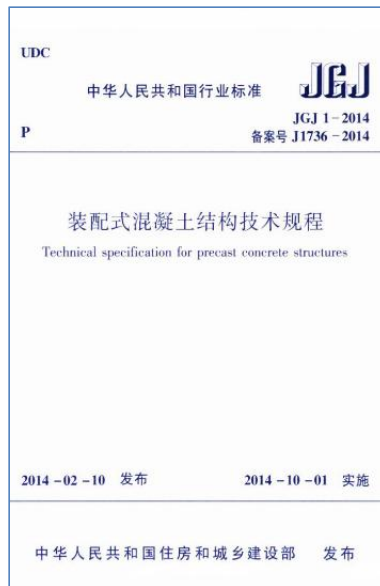 UDC
中华人民共和国行业标准 JGJ
JGJ 1-2014
P 备案号 J1736-2014
装配式混凝土结构技术规程
Technical specification for precast concrete structures
2014-02-10 发布 2014-10-01 实施
中华人民共和国住房和城乡建设部 发布